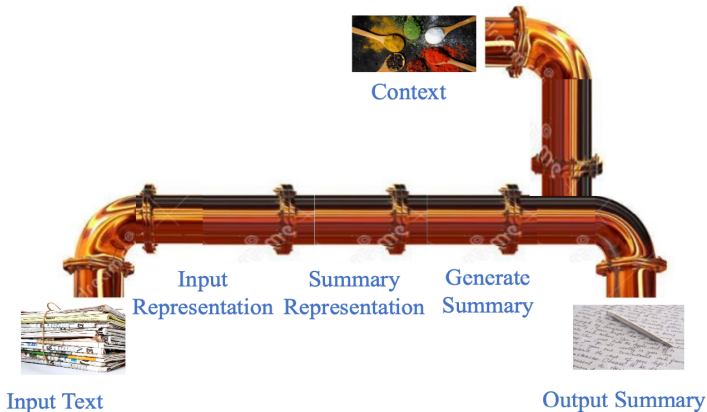 Context
Input
Representation
Summary
Representation
Generate
Summary
Input Text
Output Summary